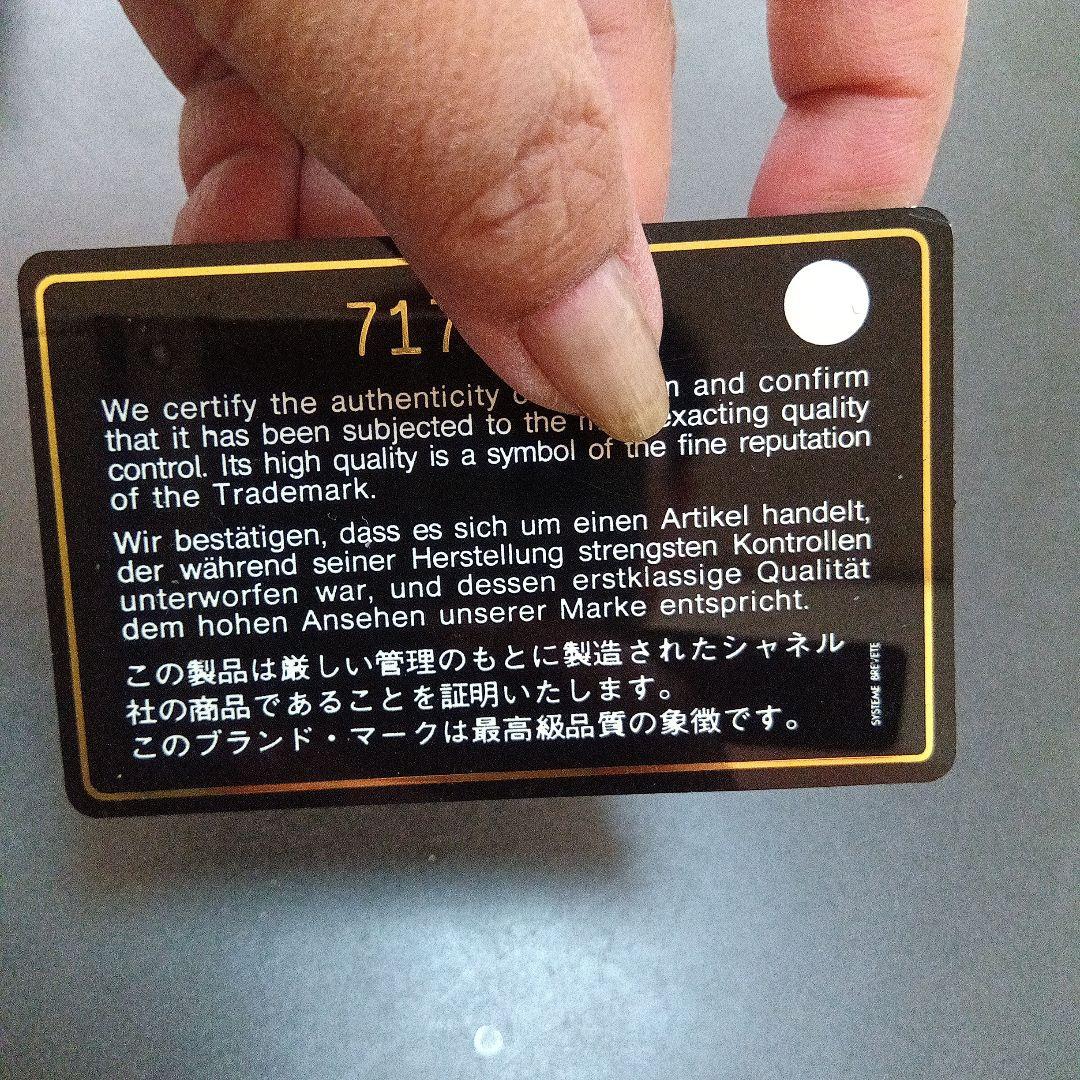 717
We certify the authenticity and confirm
that it has been subjected to the exacting quality
control. Its high quality is a symbol of the fine reputation
of the Trademark.
Wir bestätigen, dass es sich um einen Artikel handelt,
der während seiner Herstellung strengsten Kontrollen
unterworfen war, und dessen erstklassige Qualität
dem hohen Ansehen unserer Marke entspricht.
この製品は厳しい管理のもとに製造されたシャネル
社の商品であることを証明いたします。
このブランド・マークは最高級品質の象徴です。
SYSTEME BREVETE